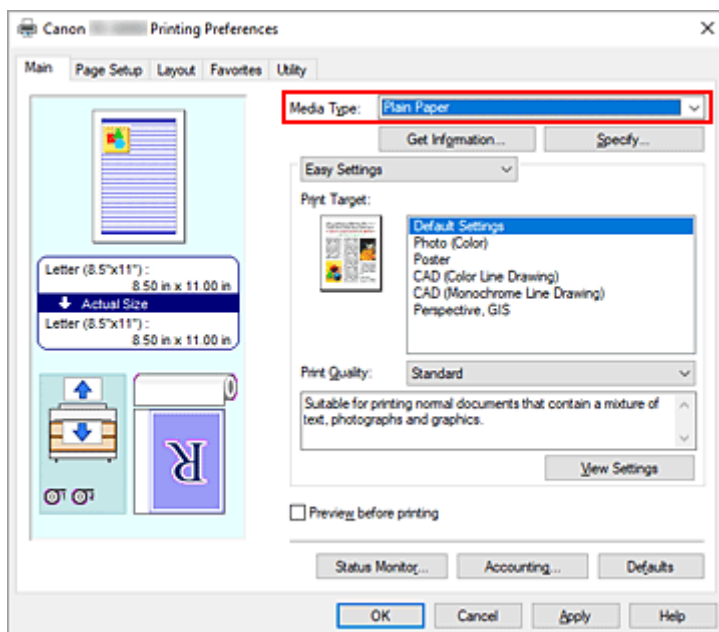 Canon Printing Preferences
Main Page Setup Layout Favorites Utility
Media Type: Plain Paper
Get Information... Specify...
Easy Settings
Print Target:
Default Settings
Photo (Color)
Poster
CAD (Color Line Drawing)
CAD (Monochrome Line Drawing)
Perspective, GIS
Letter (8.5"x11") :
8.50 in x 11.00 in
Actual Size
Letter (8.5"x11") :
8.50 in x 11.00 in
R
Print Quality: Standard
Suitable for printing normal documents that contain a mixture of
text, photographs and graphics.
View Settings
Preview before printing
Status Monitor... Accounting... Defaults
OK Cancel Apply Help